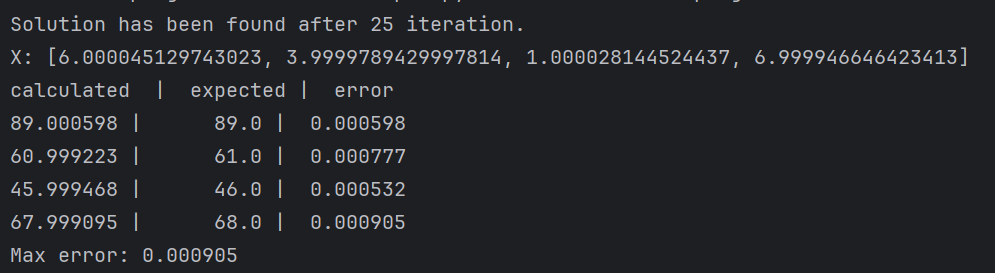 Solution has been found after 25 iteration.
X: [6.000045129743023, 3.9999789429997814, 1.000028144524437, 6.999946646423413]
calculated  |  expected |  error
89.000598 |      89.0 |  0.000598
60.999223 |      61.0 |  0.000777
45.999468 |      46.0 |  0.000532
67.999095 |      68.0 |  0.000905
Max error: 0.000905